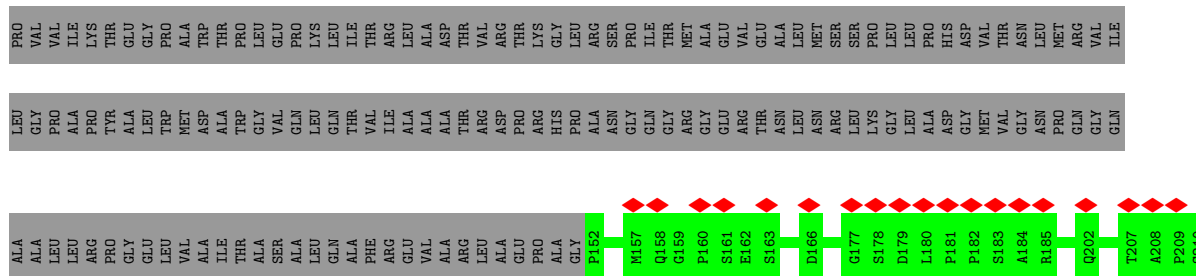 PRO VAL VAL ILE LYS THR GLU GLY PRO ALA TRP THR PRO LEU GLU PRO LYS LEU ILE THR ARG LEU ALA ASP THR VAL ARG THR LYS GLY LEU ARG SER PRO ILE THR MET ALA GLU VAL GLU ALA LEU MET SER SER PRO LEU LEU PRO HIS ASP VAL THR ASN LEU MET ARG VAL ILE
LEU GLY PRO ALA PRO TYR ALA LEU TRP MET ASP ALA TRP GLY VAL GLN LEU GLN THR VAL ILE ALA ALA ALA THR ARG ASP PRO ARG HIS PRO ALA ASN GLY GLN GLY ARG GLY GLU ARG THR ASN LEU ASN ARG LEU LYS GLY LEU ALA ASP GLY MET VAL GLY ASN PRO GLN GLY GLN
ALA ALA LEU LEU ARG PRO GLY GLU LEU VAL ALA ILE THR ALA SER ALA LEU GLN ALA PHE ARG GLU VAL ALA ARG LEU ALA GLU PRO ALA GLY P152 M157 Q158 G159 P160 S161 E162 S163 D166 G177 S178 D179 L180 P181 P182 S183 A184 R185 Q202 T207 A208 P209